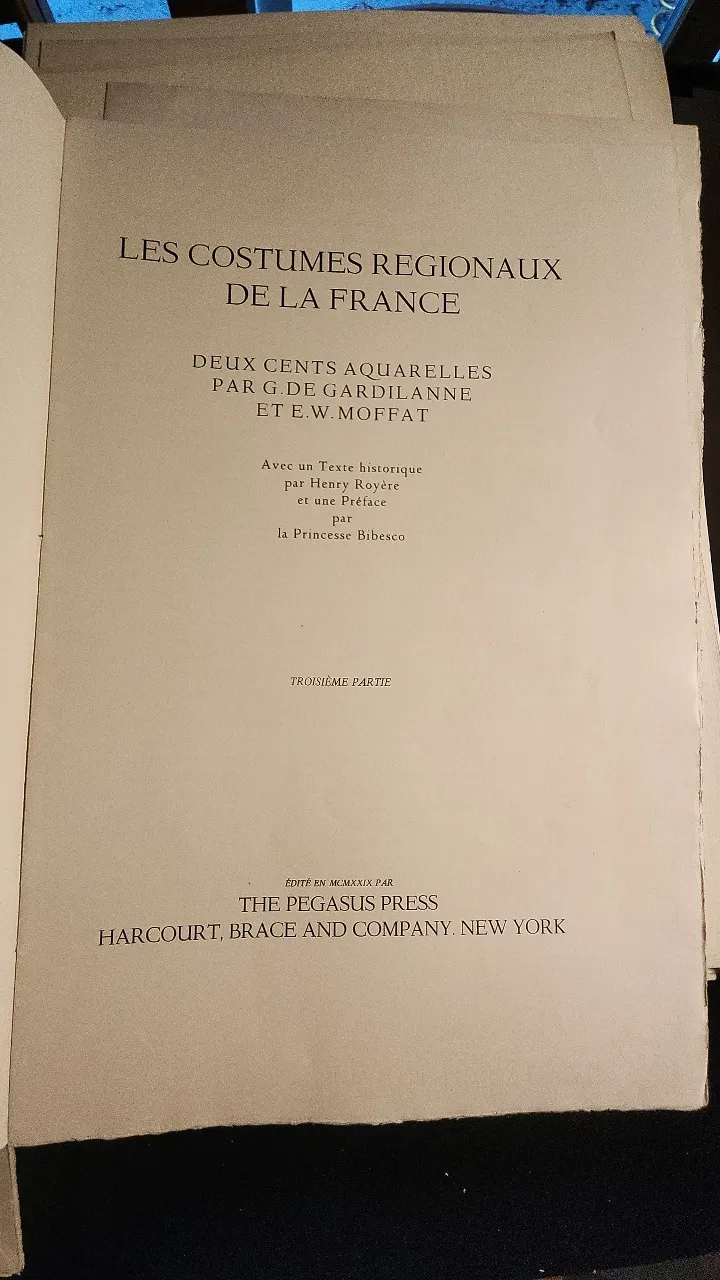 LES COSTUMES REGIONAUX
DE LA FRANCE
DEUX CENTS AQUARELLES
PAR G. DE GARDILANNE
ET E. W. MOFFAT
Avec un Texte historique
par Henry Royère
et une Préface
par
la Princesse Bibesco
TROISIÈME PARTIE
ÉDITÉ EN MCMXXIX PAR
THE PEGASUS PRESS
HARCOURT, BRACE AND COMPANY. NEW YORK